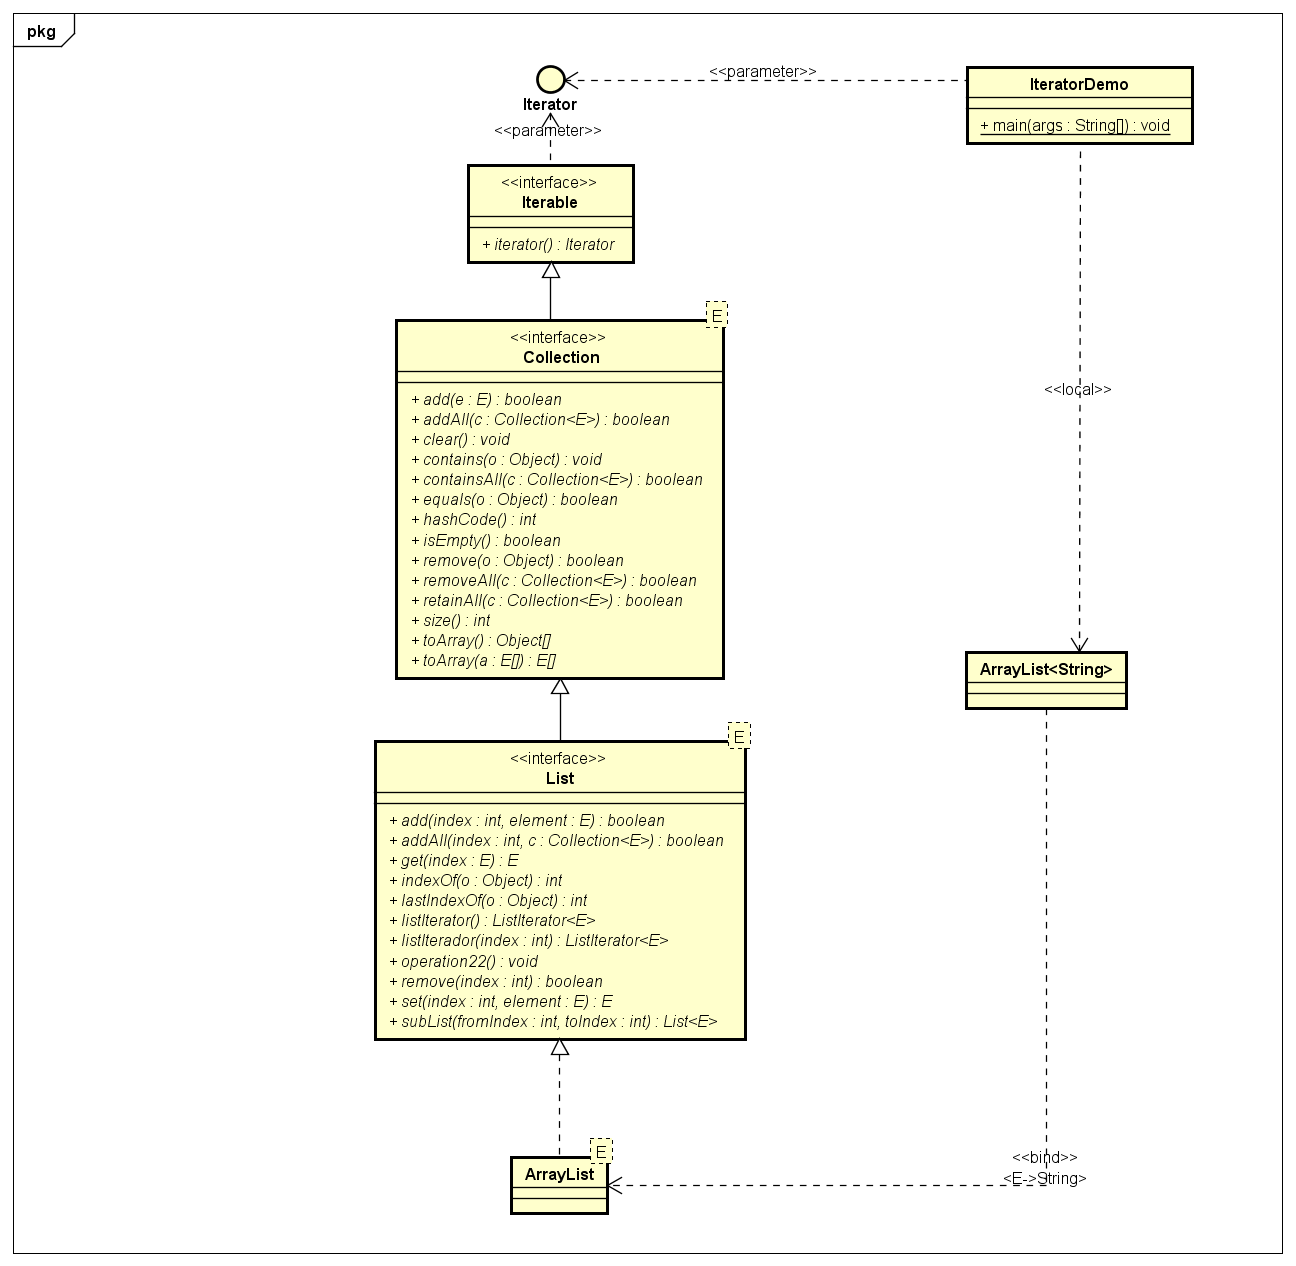 pkg
Iterator
<<parameter>>
<<parameter>>
IteratorDemo
+ main(args : String[]) : void
<<interface>>
Iterable
+ iterator() : Iterator
E
<<interface>>
Collection
+ add(e : E) : boolean
+ addAll(c : Collection<E>) : boolean
+ clear() : void
+ contains(o : Object) : void
+ containsAll(c : Collection<E>) : boolean
+ equals(o : Object) : boolean
+ hashCode() : int
+ isEmpty() : boolean
+ remove(o : Object) : boolean
+ removeAll(c : Collection<E>) : boolean
+ retainAll(c : Collection<E>) : boolean
+ size() : int
+ toArray() : Object[]
+ toArray(a : E[]) : E[]
<<local>>
ArrayList<String>
E
<<interface>>
List
+ add(index : int, element : E) : boolean
+ addAll(index : int, c : Collection<E>) : boolean
+ get(index : E) : E
+ indexOf(o : Object) : int
+ lastIndexOf(o : Object) : int
+ listIterator() : ListIterator<E>
+ listIterador(index : int) : ListIterator<E>
+ operation22() : void
+ remove(index : int) : boolean
+ set(index : int, element : E) : E
+ subList(fromIndex : int, toIndex : int) : List<E>
E
ArrayList
<<bind>>
<E->String>